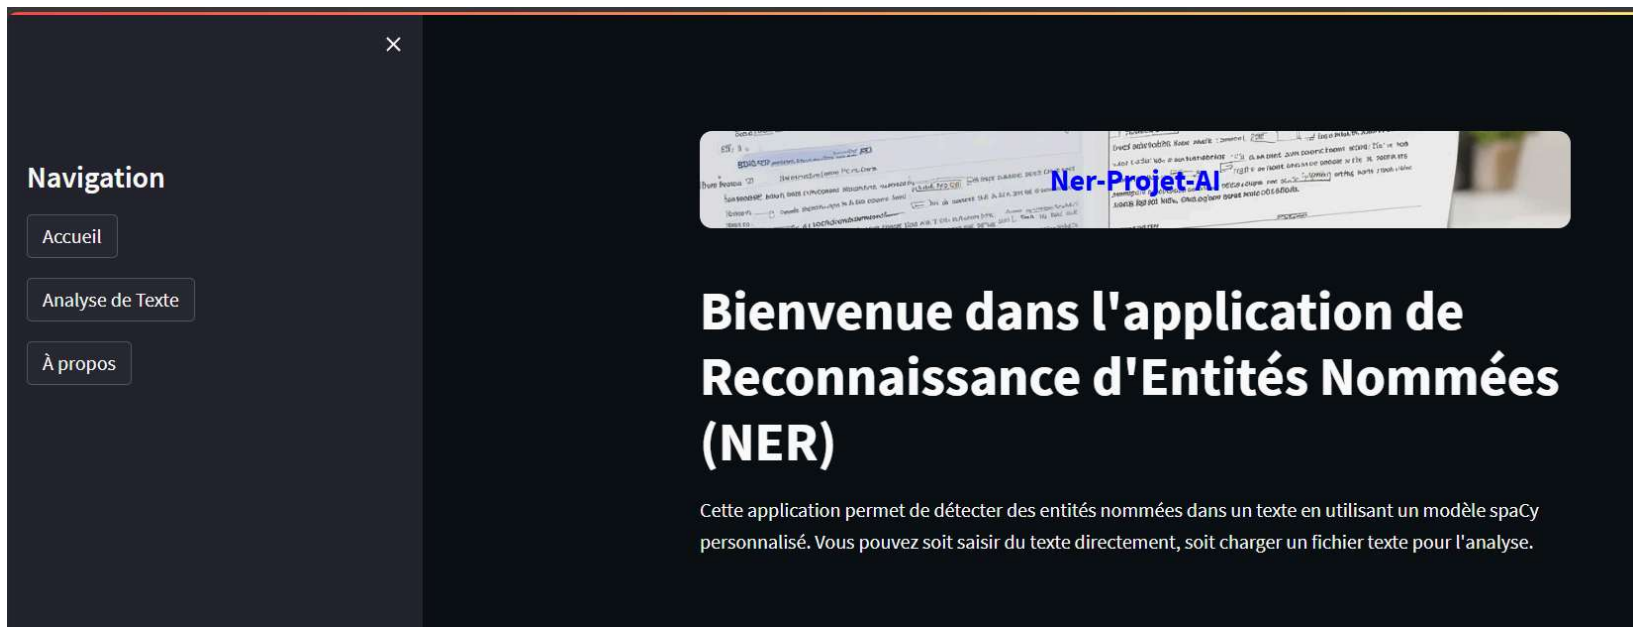 Navigation
Accueil
Analyse de Texte
À propos
Ner-Projet-AI
Bienvenue dans l'application de
Reconnaissance d'Entités Nommées
(NER)
Cette application permet de détecter des entités nommées dans un texte en utilisant un modèle spaCy
personnalisé. Vous pouvez soit saisir du texte directement, soit charger un fichier texte pour l'analyse.